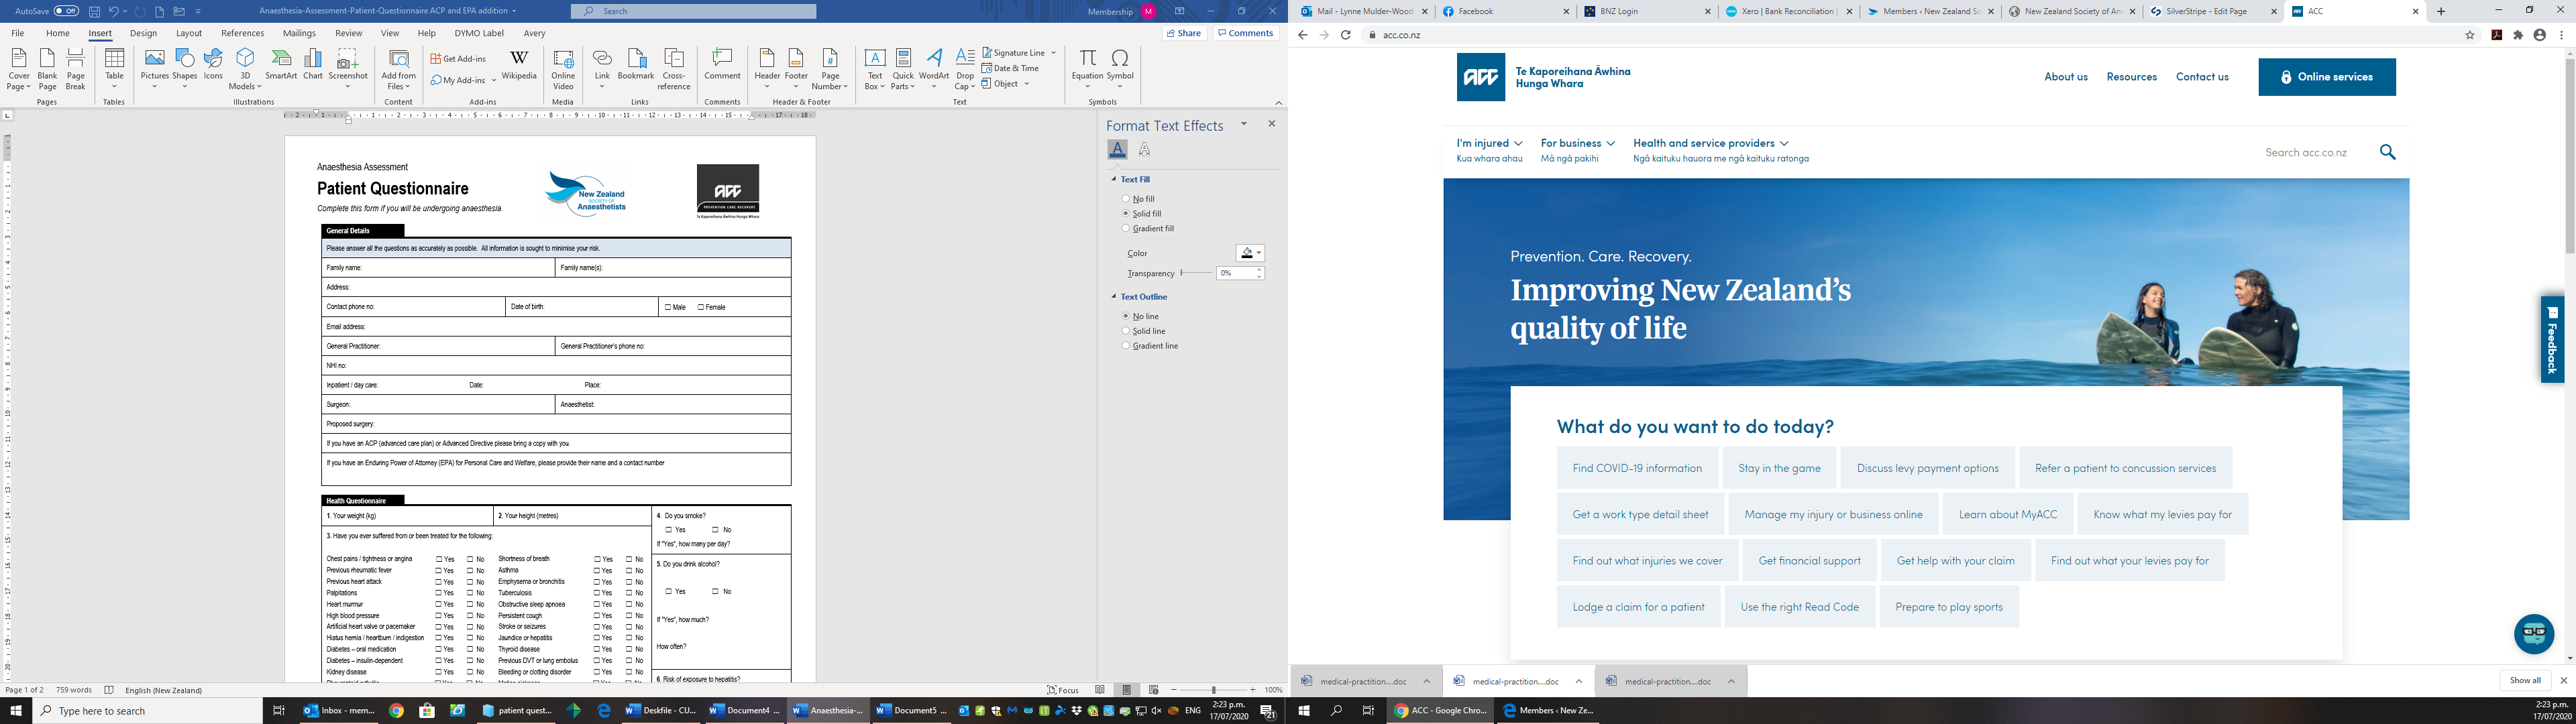 AutoSave Off
Anaesthesia-Assessment-Patient-Questionnaire ACP and EPA addition
Search
Membership M
File Home Insert Design Layout References Mailings Review View Help DYMO Label Avery
Share Comments
Cover Page Blank Page Page Break
Pages
Table
Tables
Pictures Shapes Icons 3D Models SmartArt Chart Screenshot
Illustrations
Add from Files
Content
Get Add-ins
My Add-ins
Wikipedia
Add-ins
Online Video
Media
Link Bookmark Cross-reference
Links
Comment
Comments
Header Footer Page Number
Header & Footer
Text Box Quick Parts WordArt Drop Cap
Signature Line
Date & Time
Object
Text
Equation Symbol
Symbols
Anaesthesia Assessment
Patient Questionnaire
Complete this form if you will be undergoing anaesthesia.
New Zealand
SOCIETY OF
Anaesthetists
ACC
PREVENTION. CARE. RECOVERY.
Te Kaporeihana Āwhina Hunga Whara
General Details
Please answer all the questions as accurately as possible. All information is sought to minimise your risk.
Family name: Family name(s):
Address:
Contact phone no: Date of birth: Male Female
Email address:
General Practitioner: General Practitioner's phone no:
NHI no:
Inpatient / day care: Date: Place:
Surgeon: Anaesthetist:
Proposed surgery:
If you have an ACP (advanced care plan) or Advanced Directive please bring a copy with you.
If you have an Enduring Power of Attorney (EPA) for Personal Care and Welfare, please provide their name and a contact number
Health Questionnaire
1. Your weight (kg) 2. Your height (metres)
3. Have you ever suffered from or been treated for the following:
Chest pains / tightness or angina Yes No Shortness of breath Yes No
Previous rheumatic fever Yes No Asthma Yes No
Previous heart attack Yes No Emphysema or bronchitis Yes No
Palpitations Yes No Tuberculosis Yes No
Heart murmur Yes No Obstructive sleep apnoea Yes No
High blood pressure Yes No Persistent cough Yes No
Artificial heart valve or pacemaker Yes No Stroke or seizures Yes No
Hiatus hernia / heartburn / indigestion Yes No Jaundice or hepatitis Yes No
Diabetes – oral medication Yes No Thyroid disease Yes No
Diabetes – insulin-dependent Yes No Previous DVT or lung embolus Yes No
Kidney disease Yes No Bleeding or clotting disorder Yes No
4. Do you smoke?
Yes No
If "Yes", how many per day?
5. Do you drink alcohol?
Yes No
If "Yes", how much?
How often?
6. Risk of exposure to hepatitis?
Format Text Effects
Text Fill
No fill
Solid fill
Gradient fill
Color
Transparency 0%
Text Outline
No line
Solid line
Gradient line
Page 1 of 2 759 words English (New Zealand)
Focus 100%
Type here to search
Inbox - mem...
patient quest...
Deskfile - CU...
Document4 ...
Anaesthesia-...
Document5 ...
ENG
2:23 p.m.
17/07/2020
21
Mail - Lynne Mulder-Wood
Facebook
BNZ Login
Xero | Bank Reconciliation |
Members ‹ New Zealand So
New Zealand Society of Ana
SilverStripe - Edit Page
ACC
acc.co.nz
ACC
Te Kaporeihana Āwhina
Hunga Whara
About us Resources Contact us Online services
I'm injured For business Health and service providers
Kua whara ahau Mā ngā pakihi Ngā kaituku hauora me ngā kaituku ratonga
Search acc.co.nz
Prevention. Care. Recovery.
Improving New Zealand's
quality of life
Feedback
What do you want to do today?
Find COVID-19 information Stay in the game Discuss levy payment options Refer a patient to concussion services
Get a work type detail sheet Manage my injury or business online Learn about MyACC Know what my levies pay for
Find out what injuries we cover Get financial support Get help with your claim Find out what your levies pay for
Lodge a claim for a patient Use the right Read Code Prepare to play sports
medical-practition....doc
medical-practition....doc
medical-practition....doc
Show all
ACC - Google Chro...
Members ‹ New Ze...
2:23 p.m.
17/07/2020